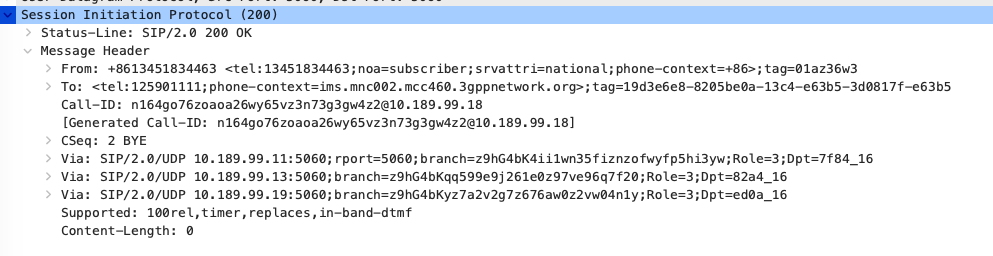 Session Initiation Protocol (200)
Status-Line: SIP/2.0 200 OK
Message Header
From: +8613451834463 <tel:13451834463;noa=subscriber;srvattri=national;phone-context=+86>;tag=01az36w3
To: <tel:125901111;phone-context=ims.mnc002.mcc460.3gppnetwork.org>;tag=19d3e6e8-8205be0a-13c4-e63b5-3d0817f-e63b5
Call-ID: n164go76zoaoa26wy65vz3n73g3gw4z2@10.189.99.18
[Generated Call-ID: n164go76zoaoa26wy65vz3n73g3gw4z2@10.189.99.18]
CSeq: 2 BYE
Via: SIP/2.0/UDP 10.189.99.11:5060;rport=5060;branch=z9hG4bK4ii1wn35fiznzofwyfp5hi3yw;Role=3;Dpt=7f84_16
Via: SIP/2.0/UDP 10.189.99.13:5060;branch=z9hG4bKqq599e9j261e0z97ve96q7f20;Role=3;Dpt=82a4_16
Via: SIP/2.0/UDP 10.189.99.19:5060;branch=z9hG4bKyz7a2v2g7z676aw0z2vw04n1y;Role=3;Dpt=ed0a_16
Supported: 100rel,timer,replaces,in-band-dtmf
Content-Length: 0